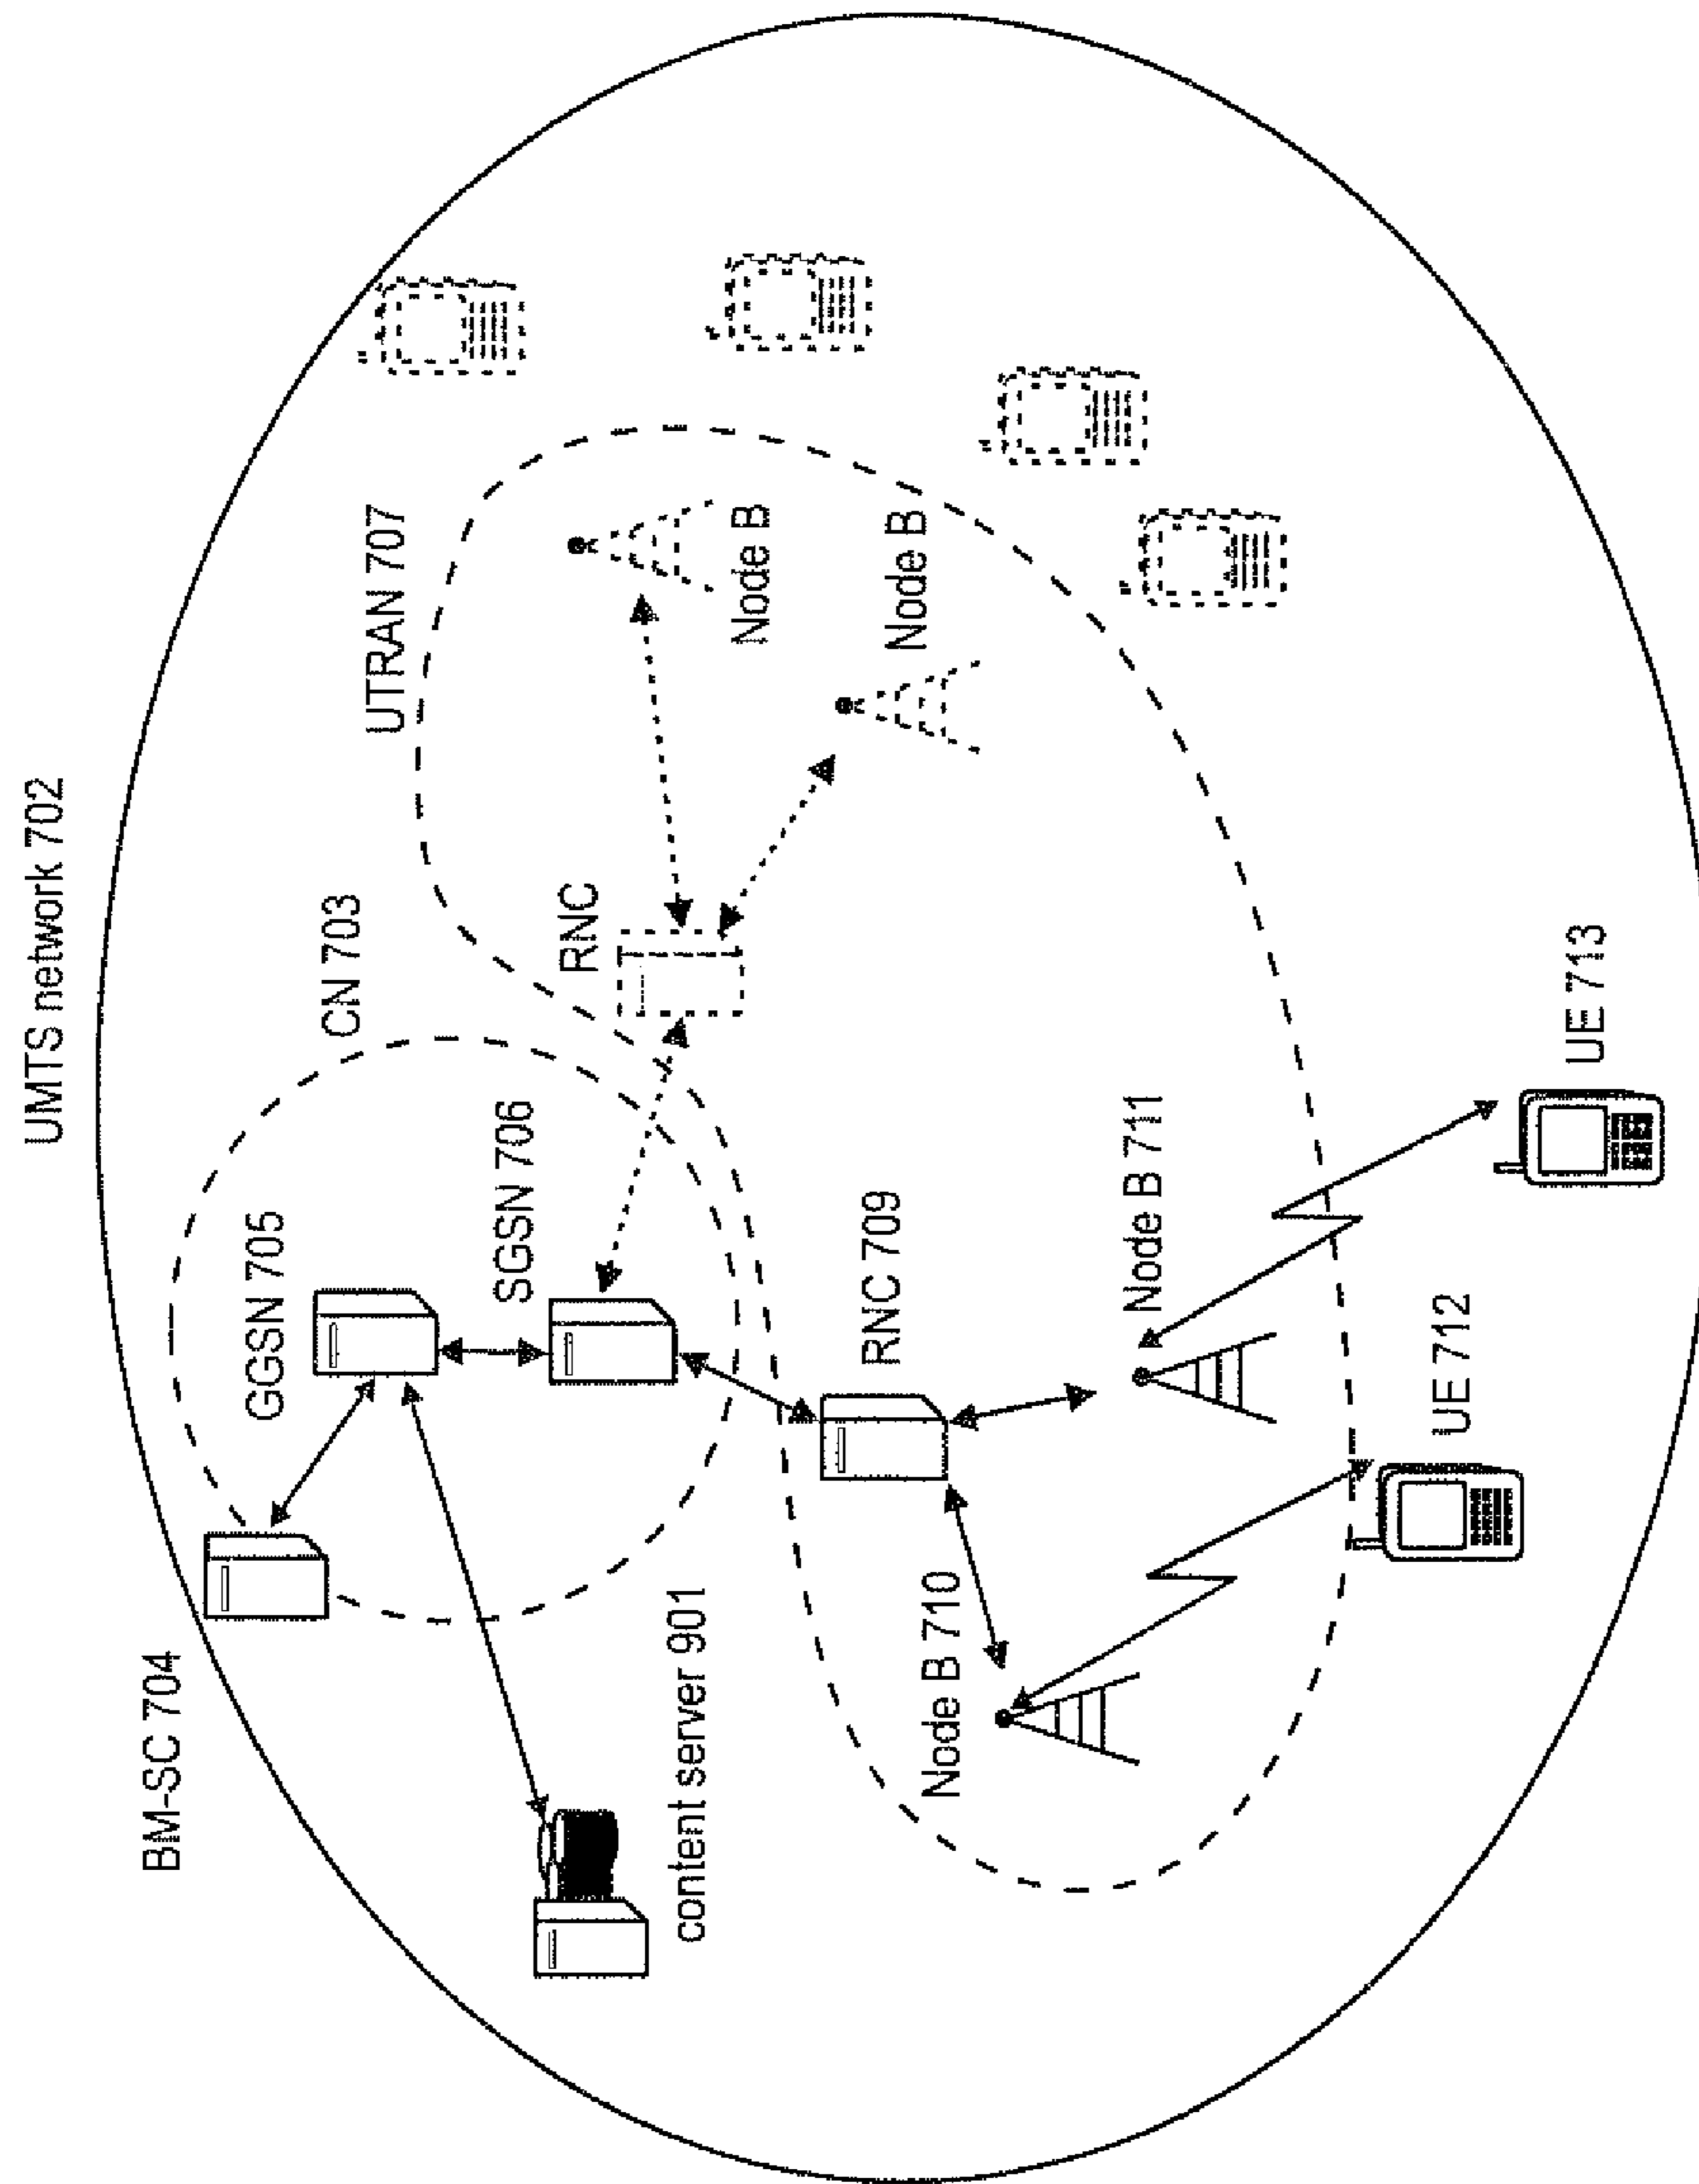 UMTS network 702
BM-SC 704
GGSN 705
CN 703
UTRAN 707
SGSN 706
RNC
content server 901
Node B
RNC 709
Node B
Node B 710
Node B 711
UE 712
UE 713